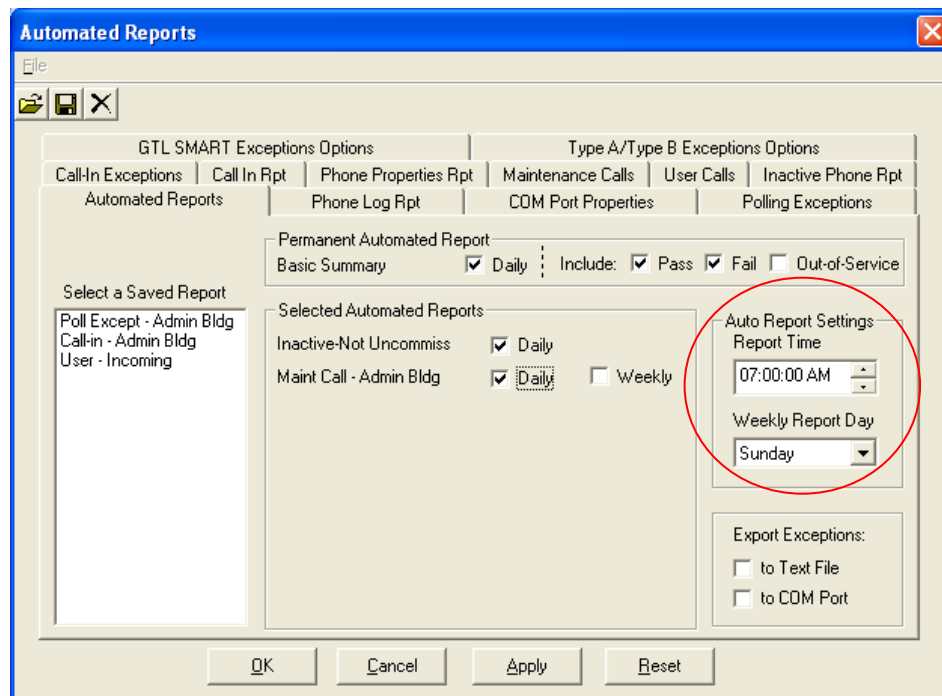 Automated Reports
File
GTL SMART Exceptions Options
Type A/Type B Exceptions Options
Call-In Exceptions
Call In Rpt
Phone Properties Rpt
Maintenance Calls
User Calls
Inactive Phone Rpt
Automated Reports
Phone Log Rpt
COM Port Properties
Polling Exceptions
Permanent Automated Report
Basic Summary
Daily
Include:
Pass
Fail
Out-of-Service
Select a Saved Report
Poll Except - Admin Bldg
Call-in - Admin Bldg
User - Incoming
Selected Automated Reports
Inactive-Not Uncommiss
Daily
Maint Call - Admin Bldg
Daily
Weekly
Auto Report Settings
Report Time
07:00:00 AM
Weekly Report Day
Sunday
Export Exceptions:
to Text File
to COM Port
OK
Cancel
Apply
Reset